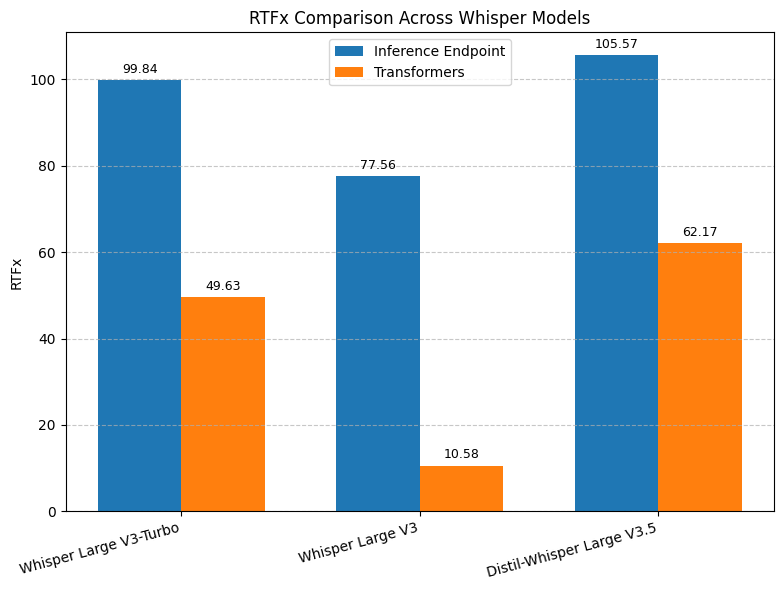 RTFx Comparison Across Whisper Models
Inference Endpoint
Transformers
99.84
49.63
77.56
10.58
105.57
62.17
RTFx
100
80
60
40
20
0
Whisper Large V3-Turbo
Whisper Large V3
Distil-Whisper Large V3.5